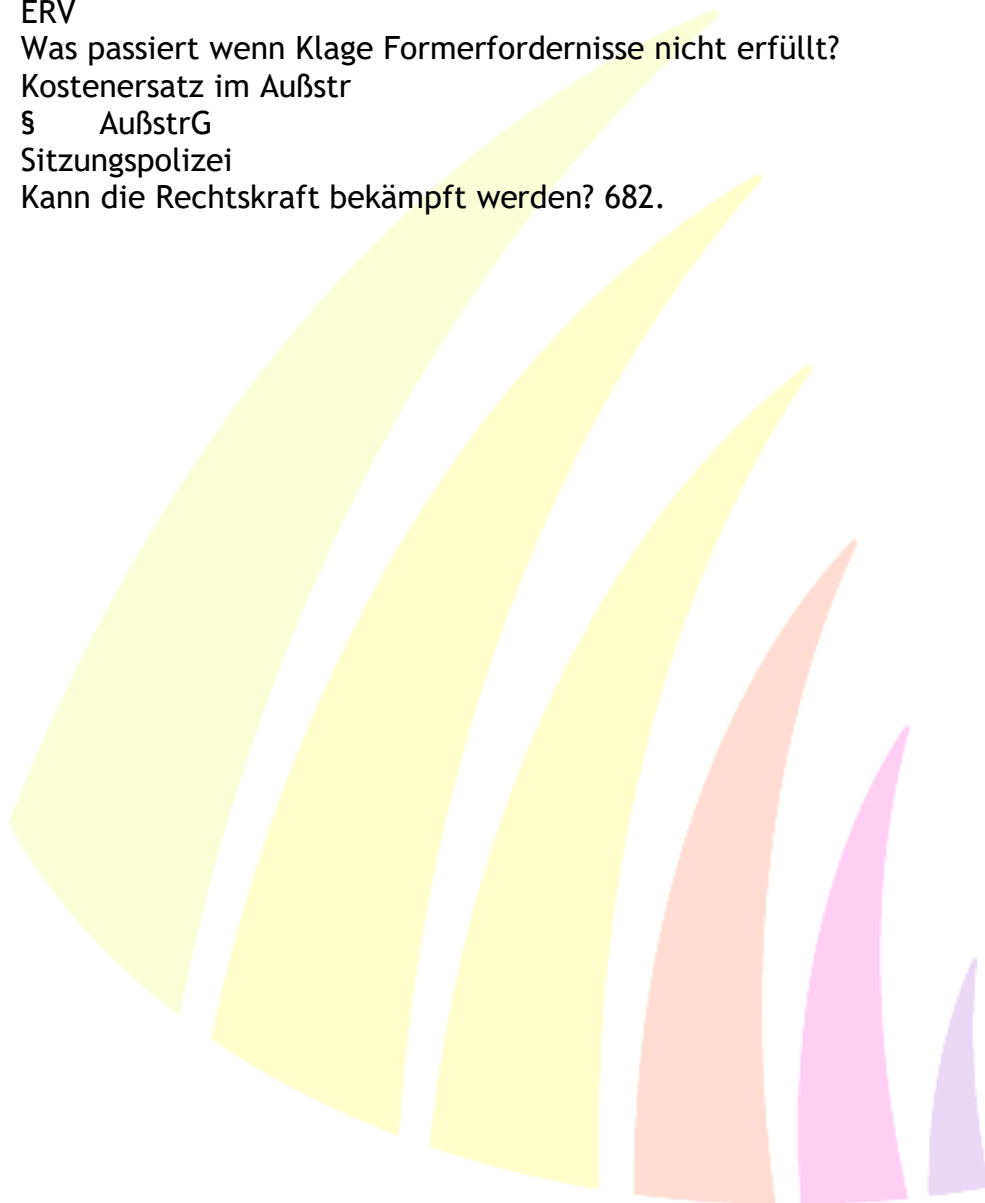 ERV
Was passiert wenn Klage Formerfordernisse nicht erfüllt?
Kostenersatz im Außstr
§ AußstrG
Sitzungspolizei
Kann die Rechtskraft bekämpft werden? 682.